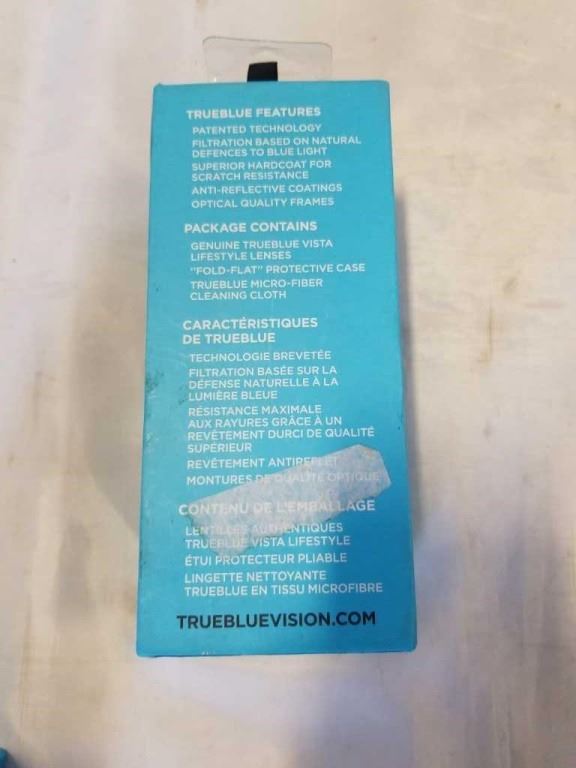 TRUEBLUE FEATURES
PATENTED TECHNOLOGY
FILTRATION BASED ON NATURAL
DEFENCES TO BLUE LIGHT
SUPERIOR HARDCOAT FOR
SCRATCH RESISTANCE
ANTI-REFLECTIVE COATINGS
OPTICAL QUALITY FRAMES
PACKAGE CONTAINS
GENUINE TRUEBLUE VISTA
LIFESTYLE LENSES
"FOLD-FLAT" PROTECTIVE CASE
TRUEBLUE MICRO-FIBER
CLEANING CLOTH
CARACTÉRISTIQUES
DE TRUEBLUE
TECHNOLOGIE BREVETÉE
FILTRATION BASÉE SUR LA
DÉFENSE NATURELLE À LA
LUMIÈRE BLEUE
RÉSISTANCE MAXIMALE
AUX RAYURES GRÂCE À UN
REVÊTEMENT DURCI DE QUALITÉ
SUPÉRIEUR
REVÊTEMENT ANTIREFLET
MONTURES DE QUALITÉ OPTIQUE
CONTENU DE L'EMBALLAGE
LENTILLES AUTHENTIQUES
TRUEBLUE VISTA LIFESTYLE
ÉTUI PROTECTEUR PLIABLE
LINGETTE NETTOYANTE
TRUEBLUE EN TISSU MICROFIBRE
TRUEBLUEVISION.COM